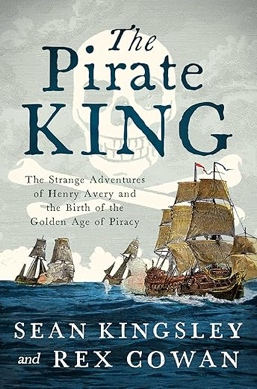 The
Pirate
KING
The Strange Adventures
of Henry Avery and
the Birth of the
Golden Age of Piracy
SEAN KINGSLEY
and REX COWAN